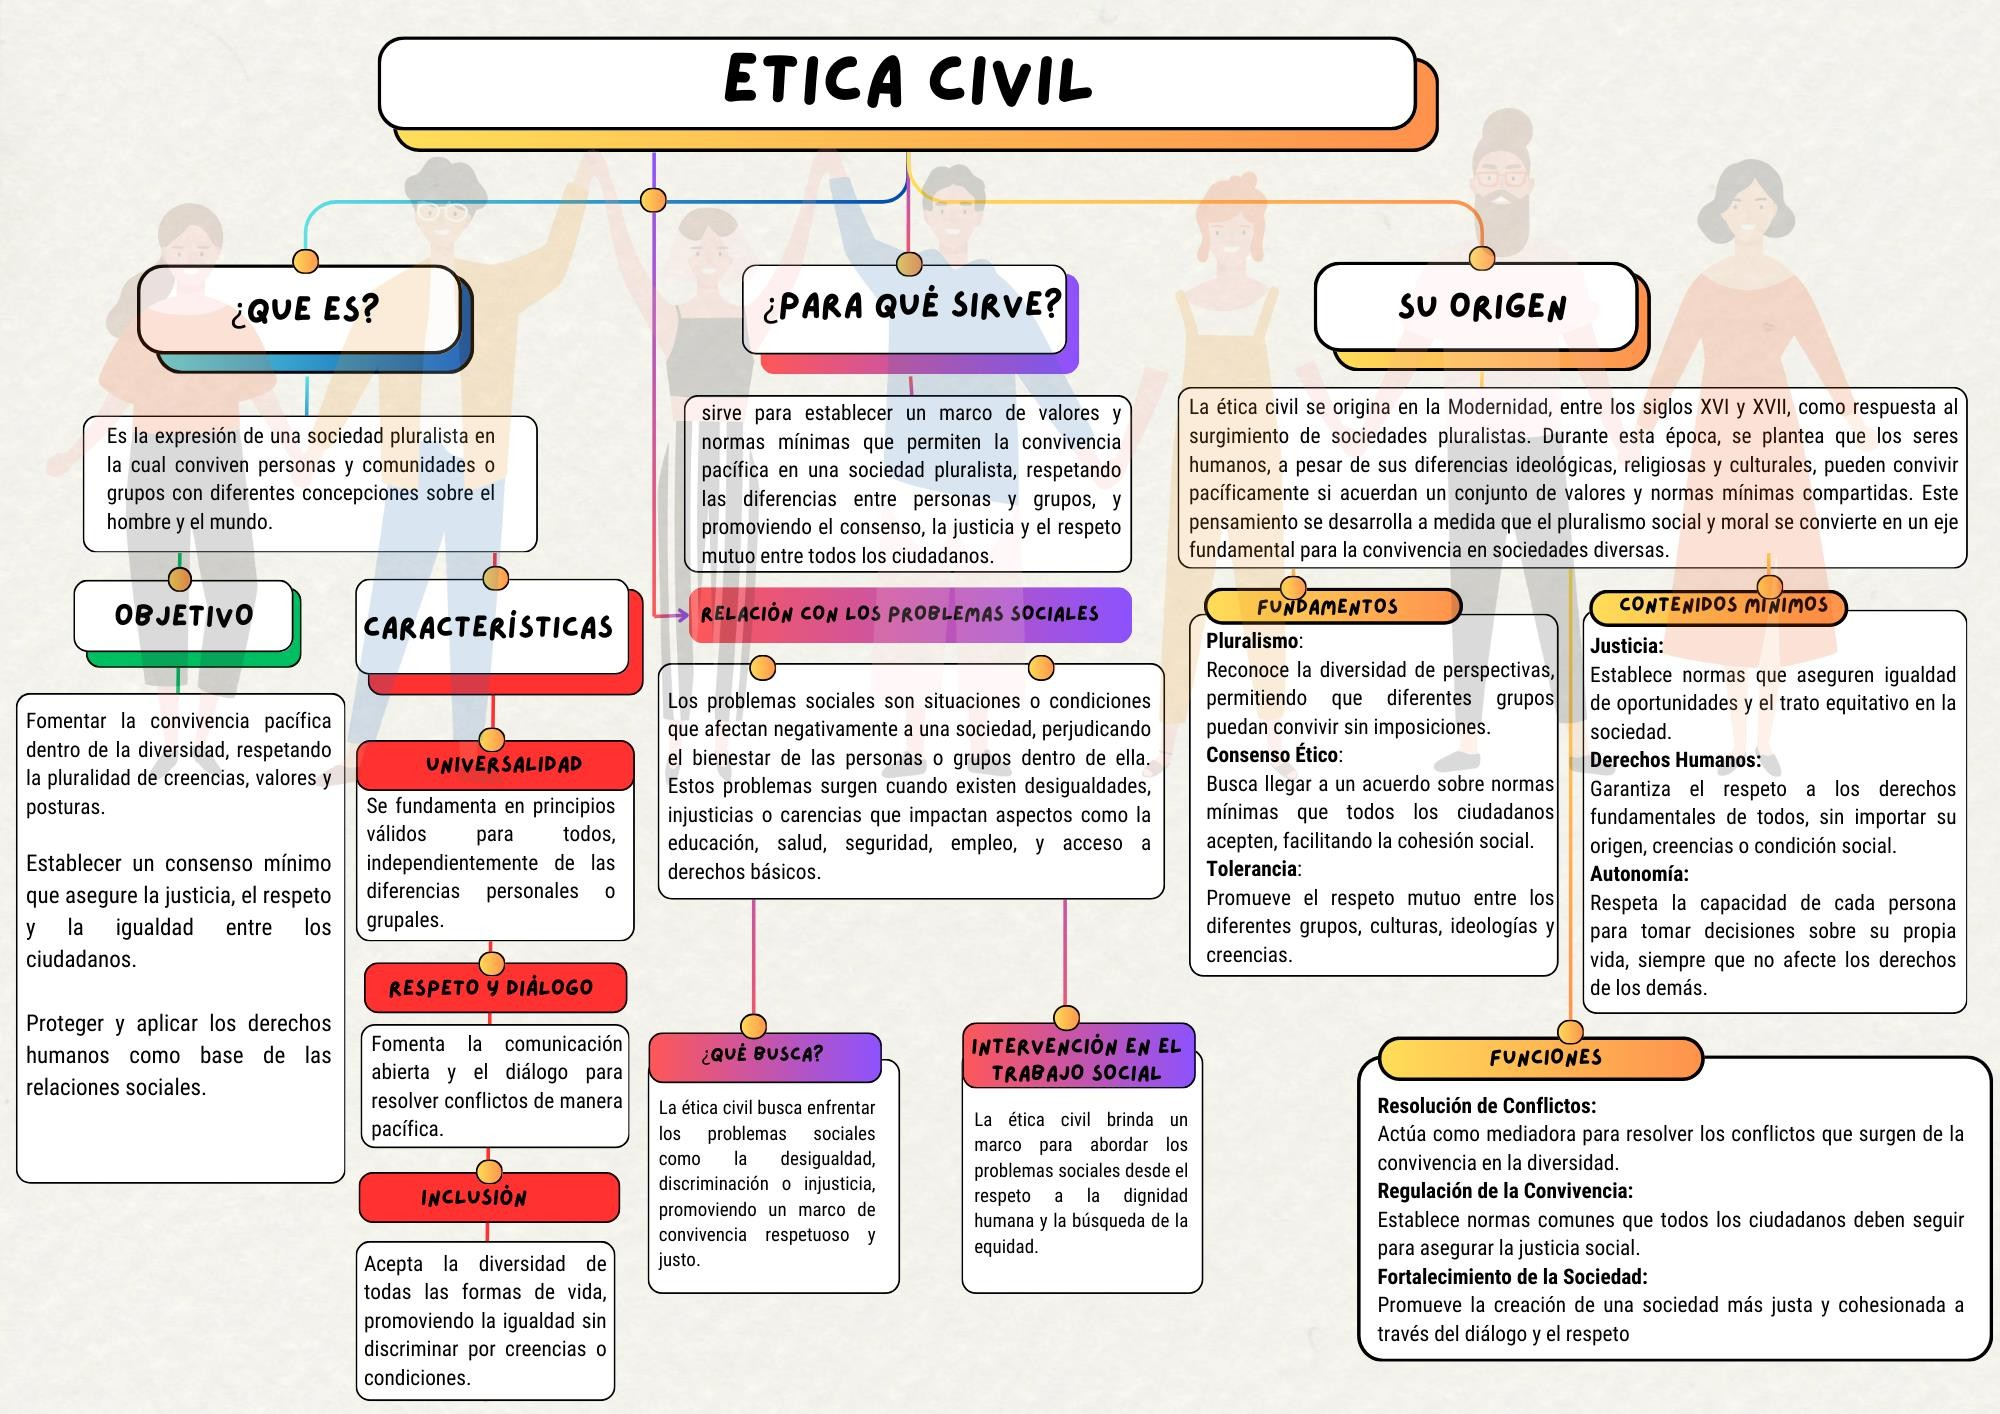 ETICA CIVIL
¿QUE ES?
Es la expresión de una sociedad pluralista en
la cual conviven personas y comunidades o
grupos con diferentes concepciones sobre el
hombre y el mundo.
OBJETIVO
Fomentar la convivencia pacífica
dentro de la diversidad, respetando
la pluralidad de creencias, valores y
posturas.
Establecer un consenso mínimo
que asegure la justicia, el respeto
y la igualdad entre los
ciudadanos.
Proteger y aplicar los derechos
humanos como base de las
relaciones sociales.
CARACTERÍSTICAS
UNIVERSALIDAD
Se fundamenta en principios
válidos para todos,
independientemente de las
diferencias personales o
grupales.
RESPETO Y DIÁLOGO
Fomenta la comunicación
abierta y el diálogo para
resolver conflictos de manera
pacífica.
INCLUSIÓN
Acepta la diversidad de
todas las formas de vida,
promoviendo la igualdad sin
discriminar por creencias o
condiciones.
¿PARA QUÉ SIRVE?
sirve para establecer un marco de valores y
normas mínimas que permiten la convivencia
pacífica en una sociedad pluralista, respetando
las diferencias entre personas y grupos, y
promoviendo el consenso, la justicia y el respeto
mutuo entre todos los ciudadanos.
RELACIÓN CON LOS PROBLEMAS SOCIALES
Los problemas sociales son situaciones o condiciones
que afectan negativamente a una sociedad, perjudicando
el bienestar de las personas o grupos dentro de ella.
Estos problemas surgen cuando existen desigualdades,
injusticias o carencias que impactan aspectos como la
educación, salud, seguridad, empleo, y acceso a
derechos básicos.
¿QUÉ BUSCA?
La ética civil busca enfrentar
los problemas sociales
como la desigualdad,
discriminación o injusticia,
promoviendo un marco de
convivencia respetuoso y
justo.
INTERVENCIÓN EN EL
TRABAJO SOCIAL
La ética civil brinda un
marco para abordar los
problemas sociales desde el
respeto a la dignidad
humana y la búsqueda de la
equidad.
SU ORIGEN
La ética civil se origina en la Modernidad, entre los siglos XVI y XVII, como respuesta al
surgimiento de sociedades pluralistas. Durante esta época, se plantea que los seres
humanos, a pesar de sus diferencias ideológicas, religiosas y culturales, pueden convivir
pacíficamente si acuerdan un conjunto de valores y normas mínimas compartidas. Este
pensamiento se desarrolla a medida que el pluralismo social y moral se convierte en un eje
fundamental para la convivencia en sociedades diversas.
FUNDAMENTOS
Pluralismo:
Reconoce la diversidad de perspectivas,
permitiendo que diferentes grupos
puedan convivir sin imposiciones.
Consenso Ético:
Busca llegar a un acuerdo sobre normas
mínimas que todos los ciudadanos
acepten, facilitando la cohesión social.
Tolerancia:
Promueve el respeto mutuo entre los
diferentes grupos, culturas, ideologías y
creencias.
CONTENIDOS MÍNIMOS
Justicia:
Establece normas que aseguren igualdad
de oportunidades y el trato equitativo en la
sociedad.
Derechos Humanos:
Garantiza el respeto a los derechos
fundamentales de todos, sin importar su
origen, creencias o condición social.
Autonomía:
Respeta la capacidad de cada persona
para tomar decisiones sobre su propia
vida, siempre que no afecte los derechos
de los demás.
FUNCIONES
Resolución de Conflictos:
Actúa como mediadora para resolver los conflictos que surgen de la
convivencia en la diversidad.
Regulación de la Convivencia:
Establece normas comunes que todos los ciudadanos deben seguir
para asegurar la justicia social.
Fortalecimiento de la Sociedad:
Promueve la creación de una sociedad más justa y cohesionada a
través del diálogo y el respeto